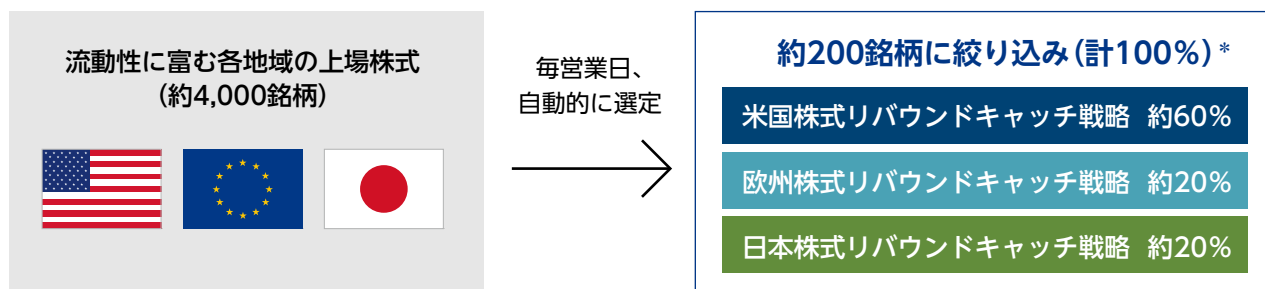 流動性に富む各地域の上場株式
(約4,000銘柄)
毎営業日、
自動的に選定
約200銘柄に絞り込み(計100%)*
米国株式リバウンドキャッチ戦略 約60%
欧州株式リバウンドキャッチ戦略 約20%
日本株式リバウンドキャッチ戦略 約20%